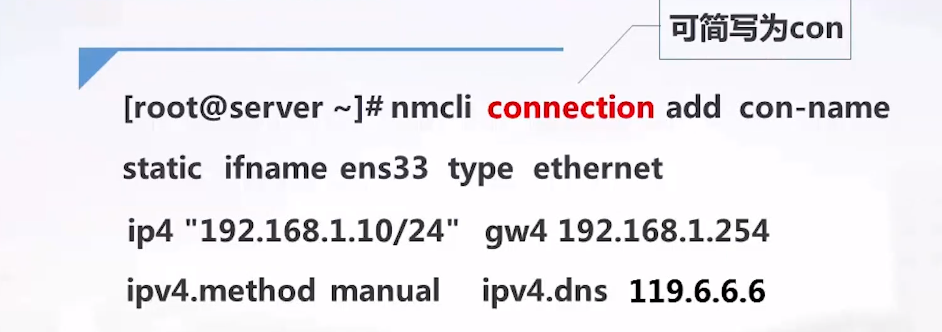 可简写为con
[root@server ~]# nmcli connection add con-name
static ifname ens33 type ethernet
ip4 "192.168.1.10/24" gw4 192.168.1.254
ipv4.method manual ipv4.dns 119.6.6.6